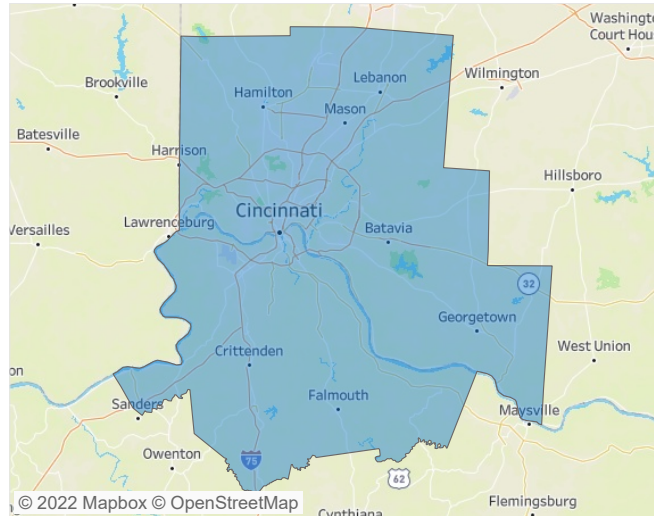 Washingt
Court Hou
Brookville
Lebanon
Wilmington
Hamilton
Mason
Batesville
Harrison
Hillsboro
Cincinnati
Lawrenceburg
Batavia
Versailles
32
Georgetown
West Union
Crittenden
on
Falmouth
Sanders
Maysville
Owenton
75
62
© 2022 Mapbox © OpenStreetMap
Flemingsburg
Cynthiana